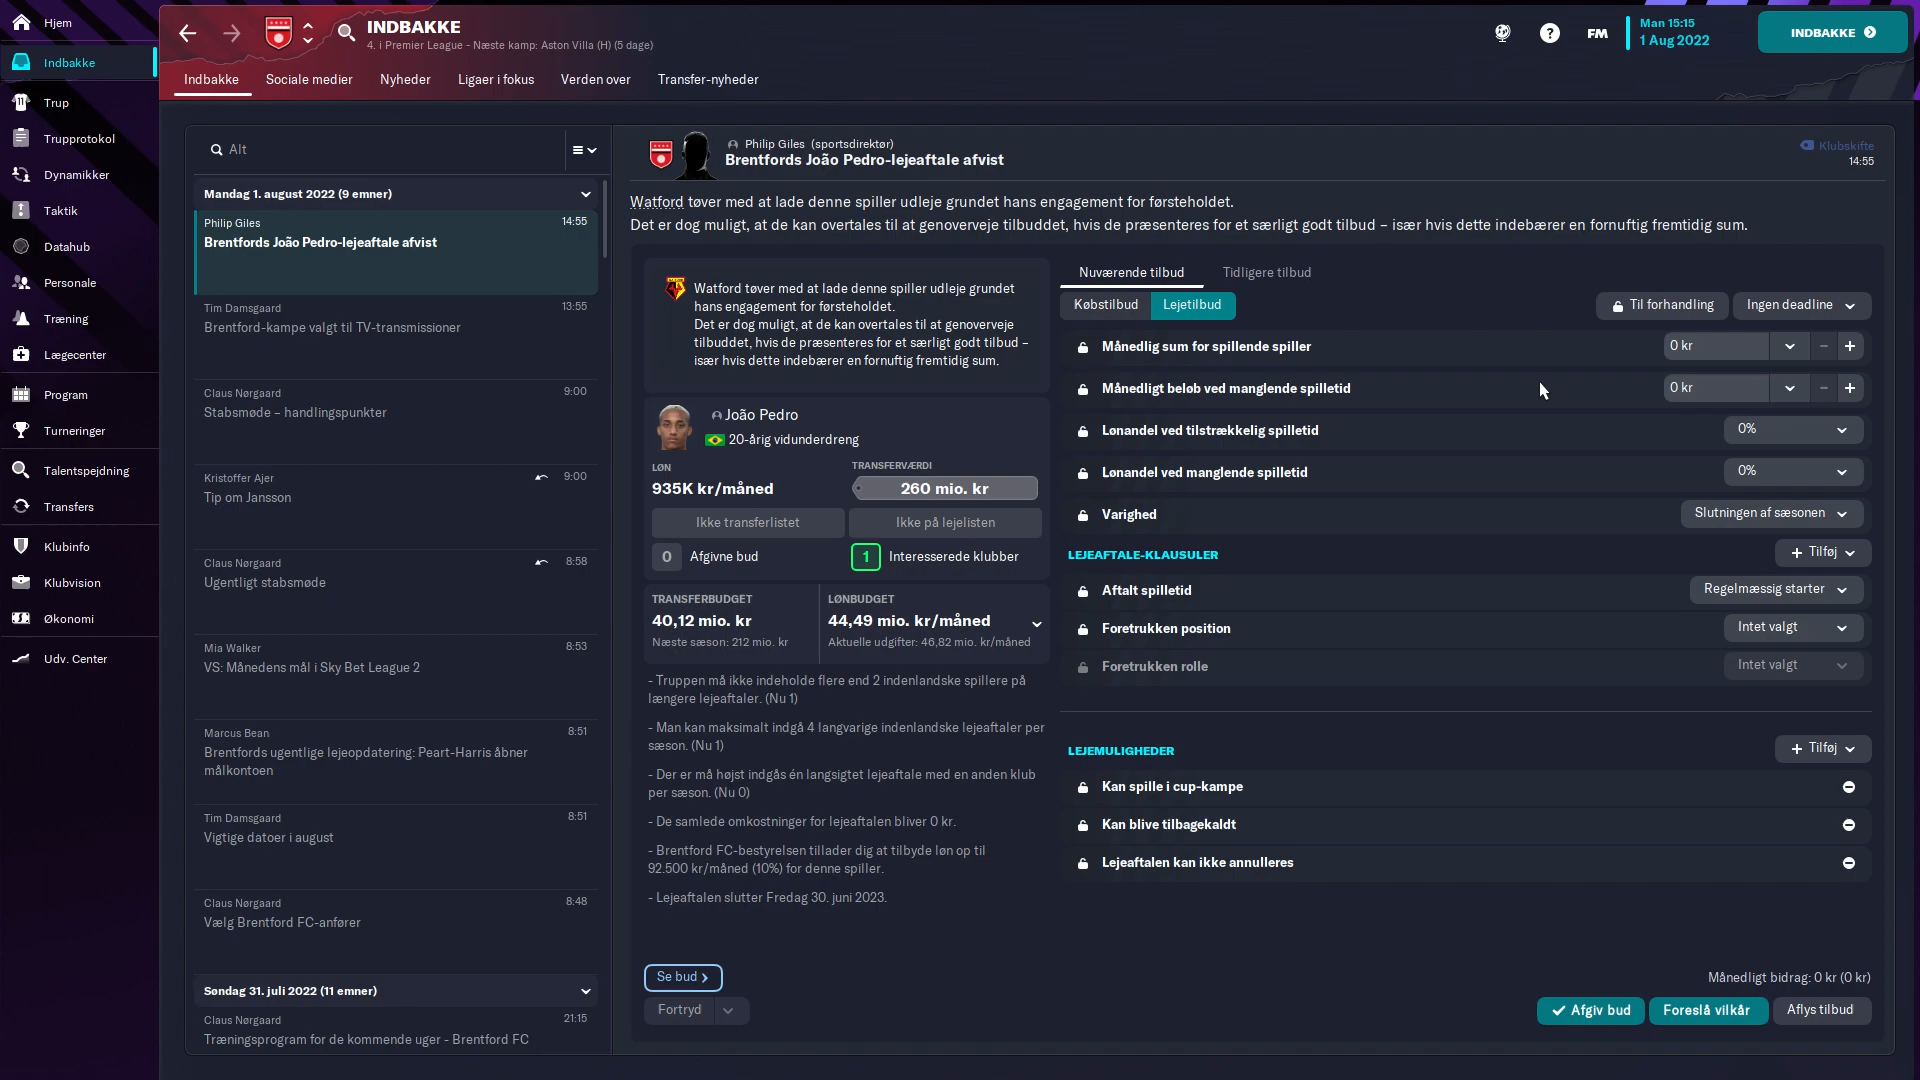 Hjem
Indbakke
Trup
Trupprotokol
Dynamikker
Taktik
Datahub
Personale
Træning
Lægecenter
Program
Turneringer
Talentspejdning
Transfers
Klubinfo
Klubvision
Økonomi
Udv. Center
INDBAKKE
4. i Premier League - Næste kamp: Aston Villa (H) (5 dage)
FM
Man 15:15
1 Aug 2022
INDBAKKE
Indbakke Sociale medier Nyheder Ligaer i fokus Verden over Transfer-nyheder
Alt
Mandag 1. august 2022 (9 emner)
Philip Giles 14:55
Brentfords João Pedro-lejeaftale afvist
Tim Damsgaard 13:55
Brentford-kampe valgt til TV-transmissioner
Claus Nørgaard 9:00
Stabsmøde – handlingspunkter
Kristoffer Ajer 9:00
Tip om Jansson
Claus Nørgaard 8:58
Ugentligt stabsmøde
Mia Walker 8:53
VS: Månedens mål i Sky Bet League 2
Marcus Bean 8:51
Brentfords ugentlige lejeopdatering: Peart-Harris åbner
målkontoen
Tim Damsgaard 8:51
Vigtige datoer i august
Claus Nørgaard 8:48
Vælg Brentford FC-anfører
Søndag 31. juli 2022 (11 emner)
Claus Nørgaard 21:15
Træningsprogram for de kommende uger - Brentford FC
Philip Giles (sportsdirektør)
Brentfords João Pedro-lejeaftale afvist
Klubskifte
14:55
Watford tøver med at lade denne spiller udleje grundet hans engagement for førsteholdet.
Det er dog muligt, at de kan overtales til at genoverveje tilbuddet, hvis de præsenteres for et særligt godt tilbud – især hvis dette indebærer en fornuftig fremtidig sum.
Watford tøver med at lade denne spiller udleje grundet
hans engagement for førsteholdet.
Det er dog muligt, at de kan overtales til at genoverveje
tilbuddet, hvis de præsenteres for et særligt godt tilbud –
især hvis dette indebærer en fornuftig fremtidig sum.
João Pedro
20-årig vidunderdreng
LØN TRANSFERVÆRDI
935K kr/måned 260 mio. kr
Ikke transferlistet Ikke på lejelisten
0 Afgivne bud 1 Interesserede klubber
TRANSFERBUDGET LØNBUDGET
40,12 mio. kr 44,49 mio. kr/måned
Næste sæson: 212 mio. kr Aktuelle udgifter: 46,82 mio. kr/måned
- Truppen må ikke indeholde flere end 2 indenlandske spillere på
længere lejeaftaler. (Nu 1)
- Man kan maksimalt indgå 4 langvarige indenlandske lejeaftaler per
sæson. (Nu 1)
- Der er må højst indgås én langsigtet lejeaftale med en anden klub
per sæson. (Nu 0)
- De samlede omkostninger for lejeaftalen bliver 0 kr.
- Brentford FC-bestyrelsen tillader dig at tilbyde løn op til
92.500 kr/måned (10%) for denne spiller.
- Lejeaftalen slutter Fredag 30. juni 2023.
Se bud
Fortryd
Nuværende tilbud Tidligere tilbud
Købstilbud Lejetilbud Til forhandling Ingen deadline
Månedlig sum for spillende spiller 0 kr
Månedligt beløb ved manglende spilletid 0 kr
Lønandel ved tilstrækkelig spilletid 0%
Lønandel ved manglende spilletid 0%
Varighed Slutningen af sæsonen
LEJEAFTALE-KLAUSULER + Tilføj
Aftalt spilletid Regelmæssig starter
Foretrukken position Intet valgt
Foretrukken rolle Intet valgt
LEJEMULIGHEDER + Tilføj
Kan spille i cup-kampe
Kan blive tilbagekaldt
Lejeaftalen kan ikke annulleres
Månedligt bidrag: 0 kr (0 kr)
Afgiv bud Foreslå vilkår Aflys tilbud